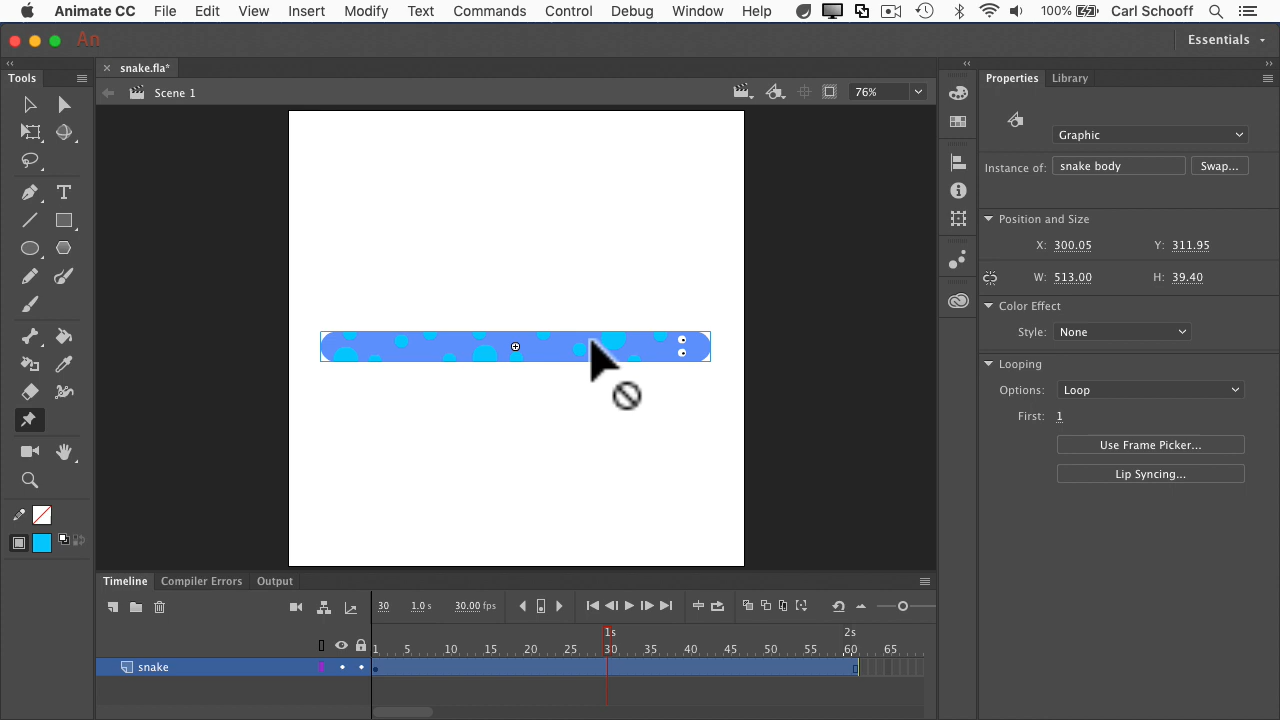 Animate CC File Edit View Insert Modify Text Commands Control Debug Window Help 100% Carl Schooff
An Essentials
Tools × snake.fla* Properties Library
Scene 1 76%
Graphic
Instance of: snake body Swap...
Position and Size
X: 300.05 Y: 311.95
W: 513.00 H: 39.40
Color Effect
Style: None
Looping
Options: Loop
First: 1
Use Frame Picker...
Lip Syncing...
Timeline Compiler Errors Output
30 1.0 s 30.00 fps
1s 2s
1 5 10 15 20 25 30 35 40 45 50 55 60 65
snake